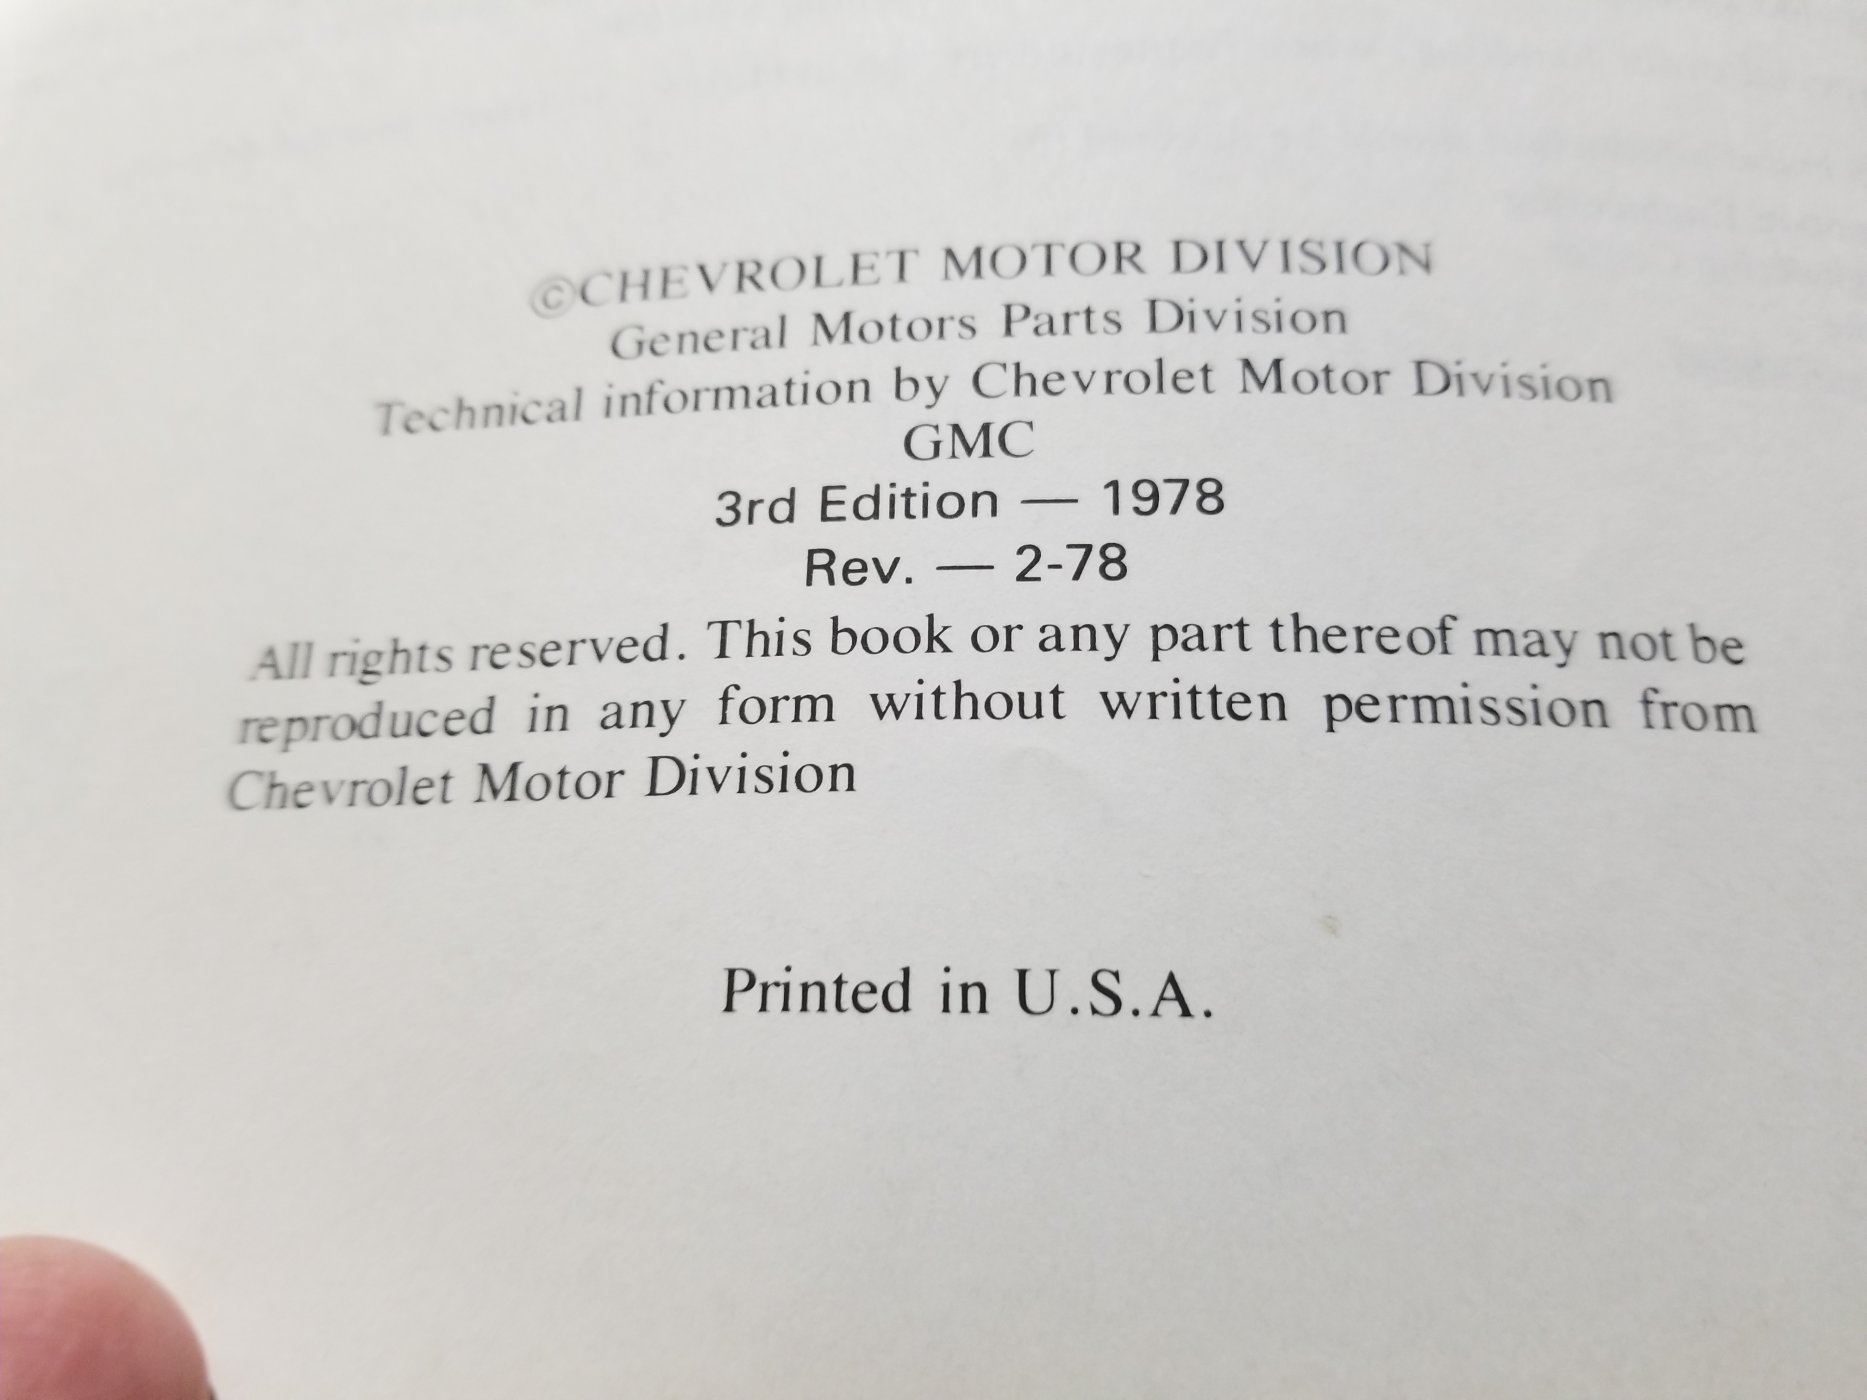 ©CHEVROLET MOTOR DIVISION
General Motors Parts Division
Technical information by Chevrolet Motor Division
GMC
3rd Edition — 1978
Rev. — 2-78
All rights reserved. This book or any part thereof may not be
reproduced in any form without written permission from
Chevrolet Motor Division
Printed in U.S.A.